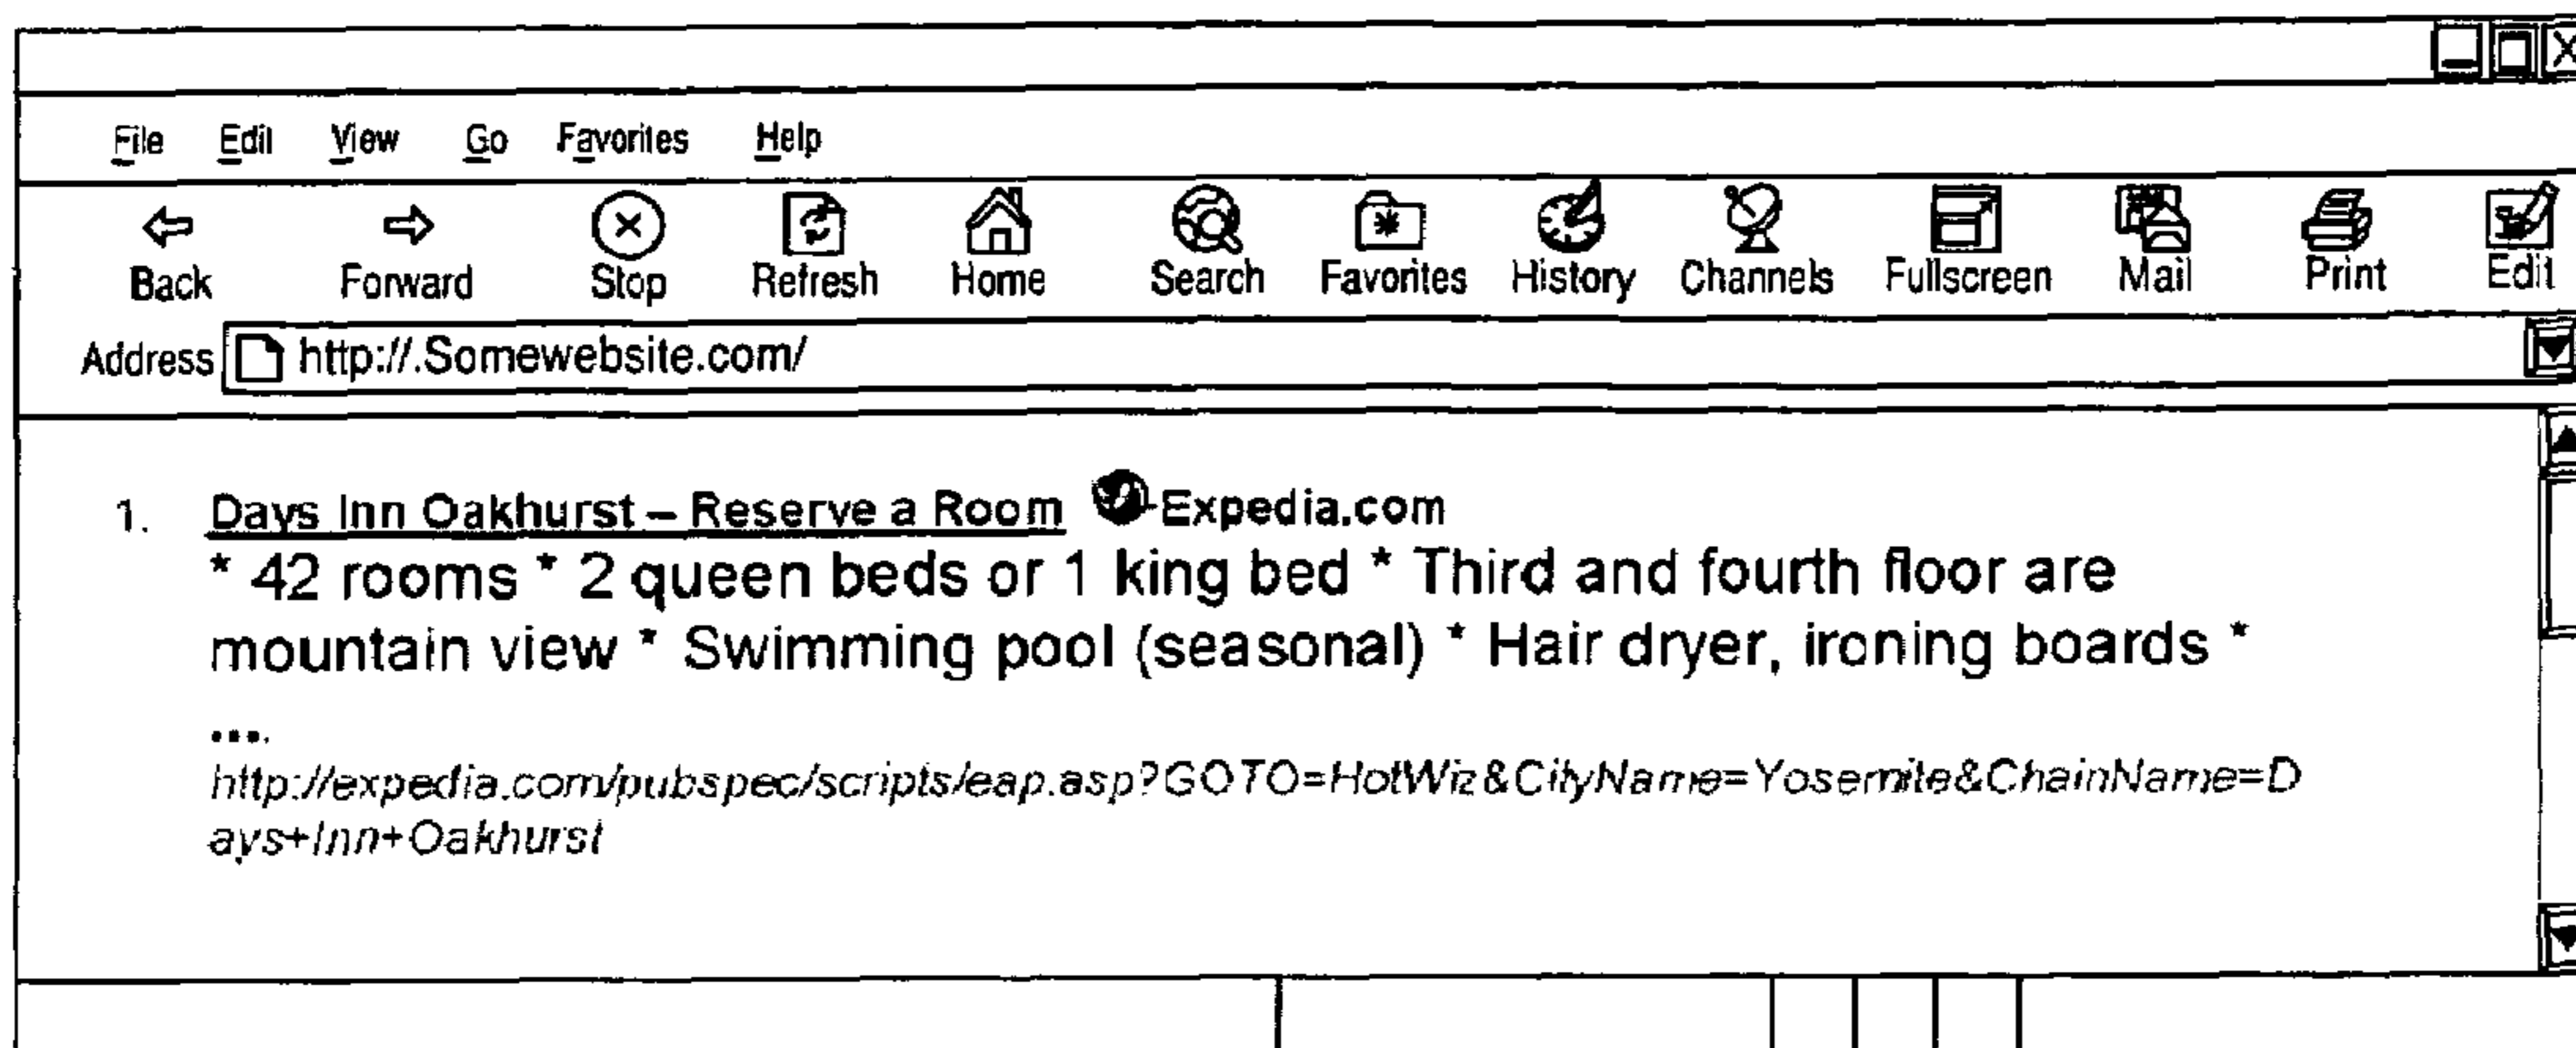 File Edit View Go Favorites Help
Back Forward Stop Refresh Home Search Favorites History Channels Fullscreen Mail Print Edit
Address http://.Somewebsite.com/
1. Days Inn Oakhurst – Reserve a Room Expedia.com
* 42 rooms * 2 queen beds or 1 king bed * Third and fourth floor are
mountain view * Swimming pool (seasonal) * Hair dryer, ironing boards *
....
http://expedia.com/pubspec/scripts/eap.asp?GOTO=HotWiz&CityName=Yosemite&ChainName=D
ays+Inn+Oakhurst